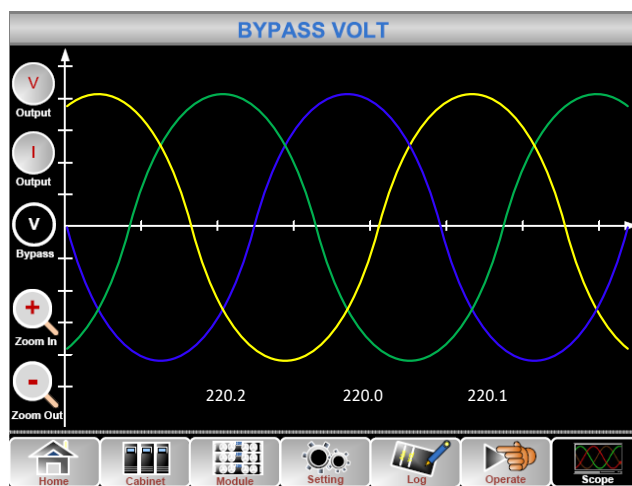 BYPASS VOLT
V
Output
I
Output
V
Bypass
+
Zoom In
-
Zoom Out
220.2 220.0 220.1
Home Cabinet Module Setting Log Operate Scope